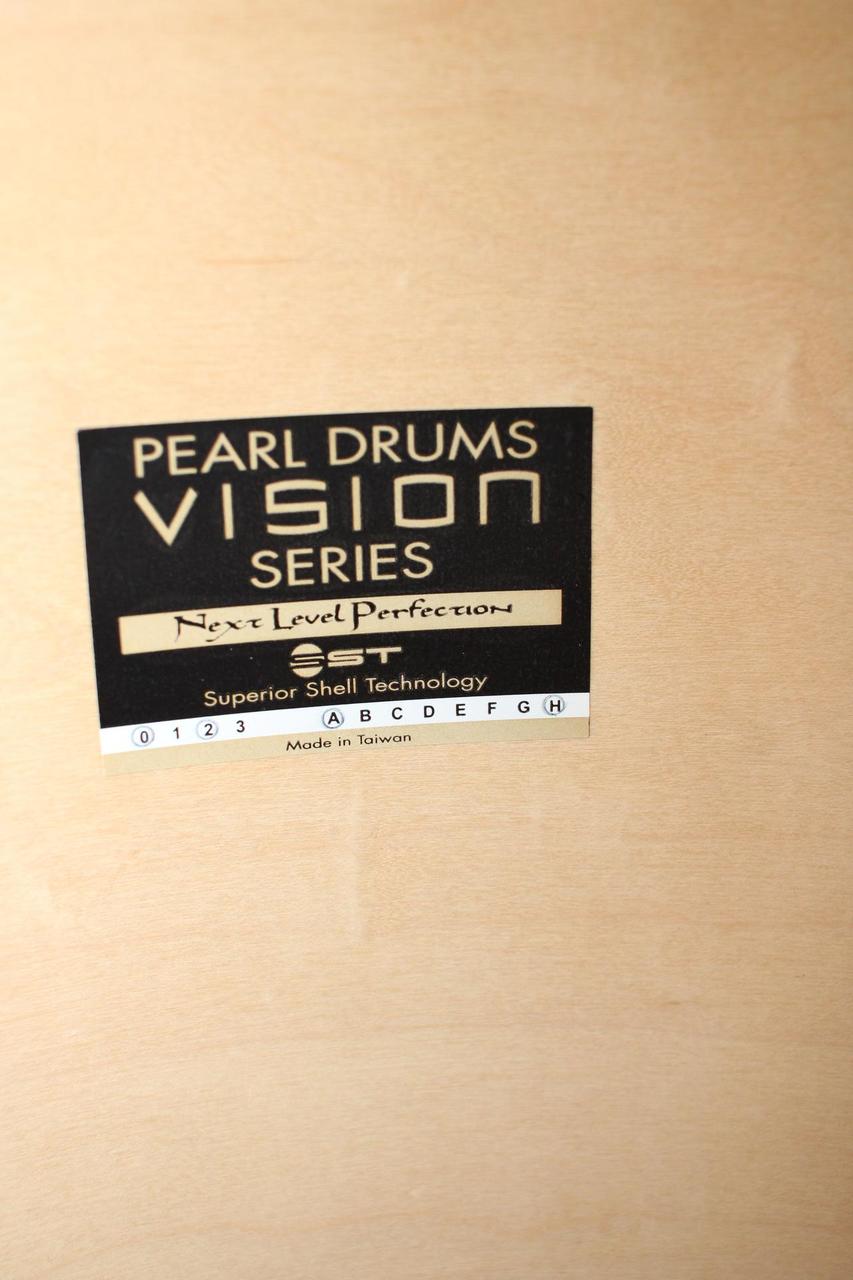 PEARL DRUMS
VISION
SERIES
Next Level Perfection
SST
Superior Shell Technology
0 1 2 3 A B C D E F G H
Made in Taiwan